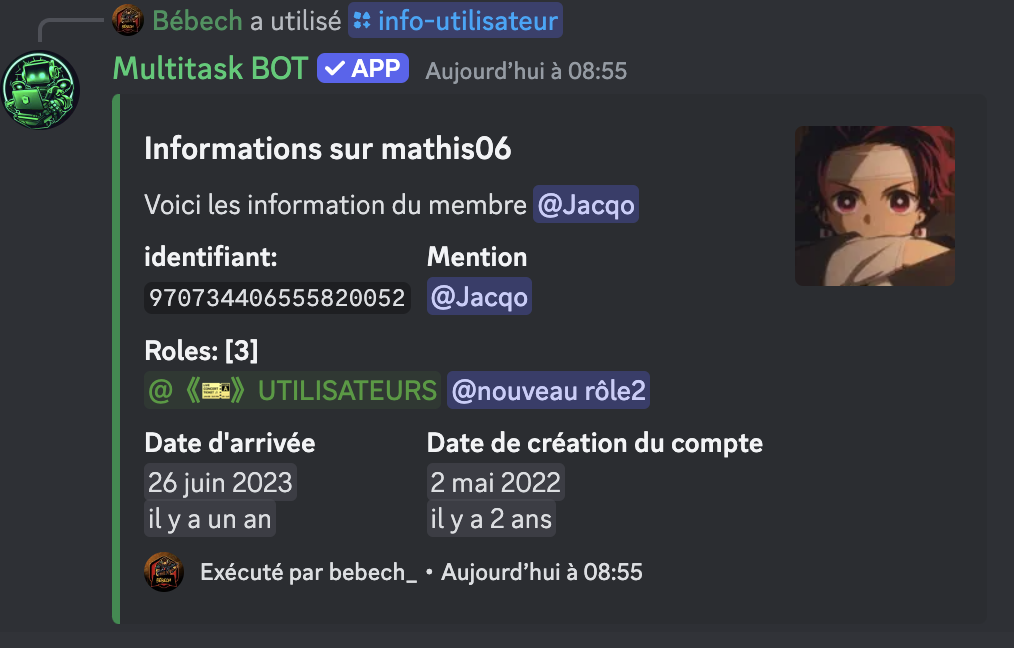 Bébech a utilisé info-utilisateur
Multitask BOT ✓ APP Aujourd’hui à 08:55
Informations sur mathis06
Voici les information du membre @Jacqo
identifiant: Mention
970734406555820052 @Jacqo
Roles: [3]
@ 《🎫》 UTILISATEURS @nouveau rôle2
Date d'arrivée Date de création du compte
26 juin 2023 2 mai 2022
il y a un an il y a 2 ans
Exécuté par bebech_ • Aujourd’hui à 08:55